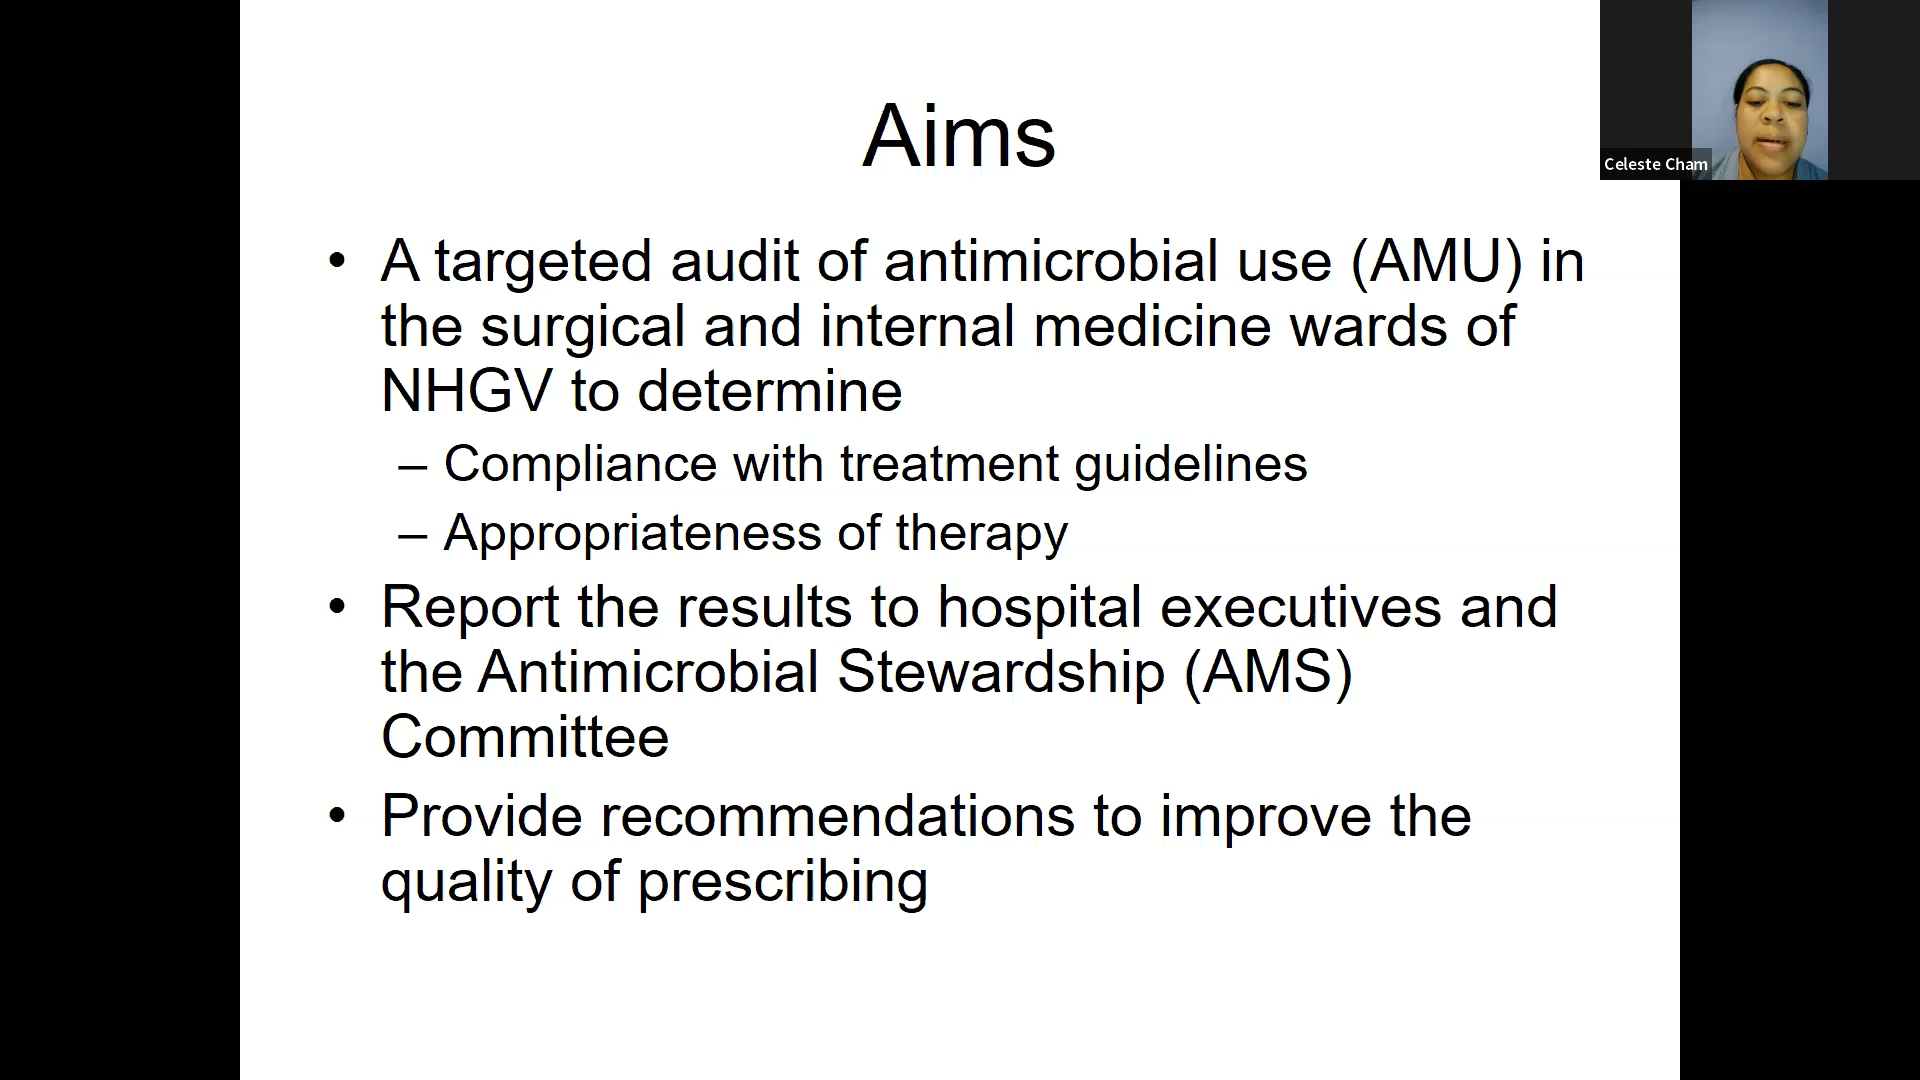 Aims
• A targeted audit of antimicrobial use (AMU) in
the surgical and internal medicine wards of
NHGV to determine
– Compliance with treatment guidelines
– Appropriateness of therapy
• Report the results to hospital executives and
the Antimicrobial Stewardship (AMS)
Committee
• Provide recommendations to improve the
quality of prescribing
Celeste Cham